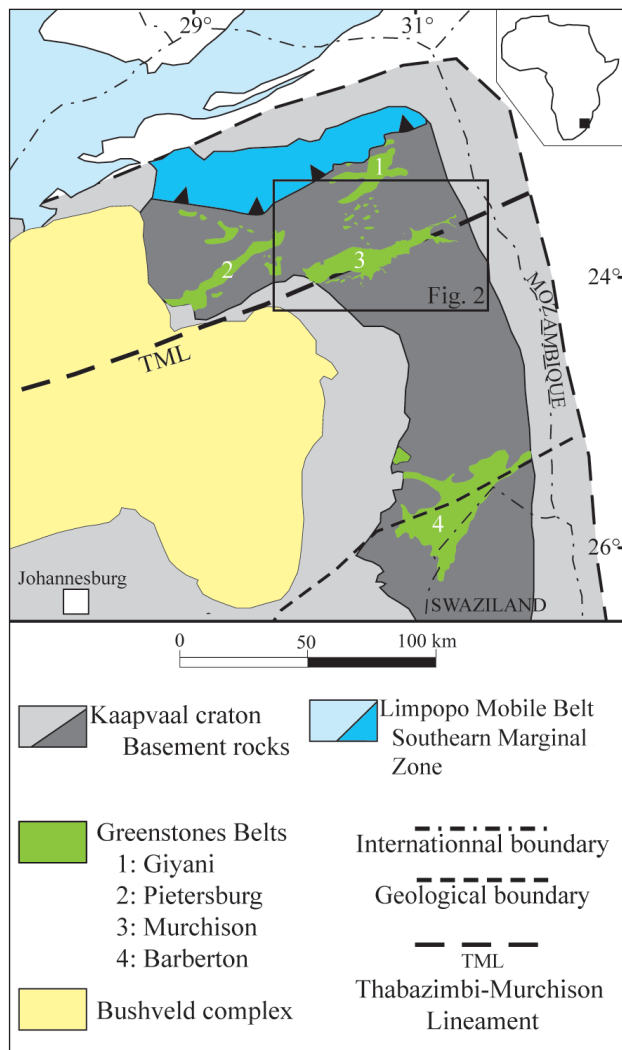 29°
31°
1
2
3
Fig. 2
24°
TML
MOZAMBIQUE
4
26°
Johannesburg
SWAZILAND
0 50 100 km
Kaapvaal craton
Basement rocks
Limpopo Mobile Belt
Southearn Marginal
Zone
Greenstones Belts
1: Giyani
2: Pietersburg
3: Murchison
4: Barberton
Internationnal boundary
Geological boundary
TML
Thabazimbi-Murchison
Lineament
Bushveld complex